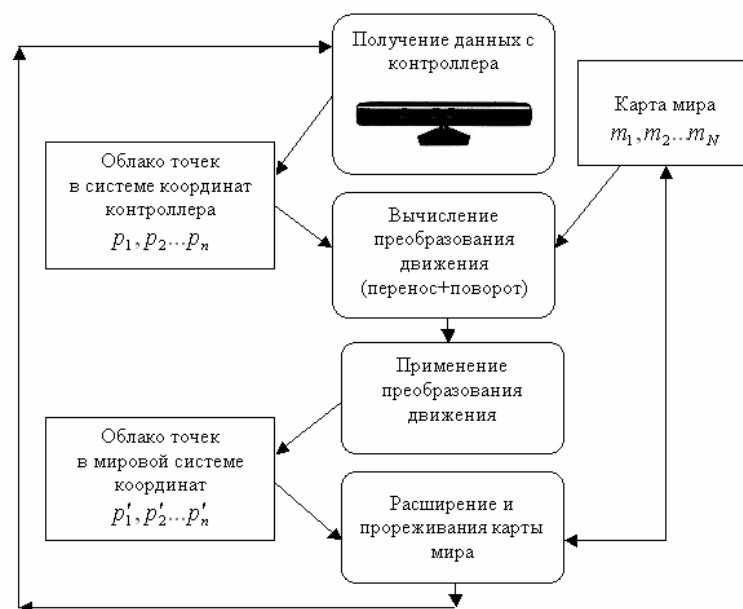 Получение данных с
контроллера
Карта мира
m₁, m₂...m_N
Облако точек
в системе координат
контроллера
p₁, p₂...pₙ
Вычисление
преобразования
движения
(перенос+поворот)
Применение
преобразования
движения
Облако точек
в мировой системе
координат
p′₁, p′₂...p′ₙ
Расширение и
прореживания карты
мира